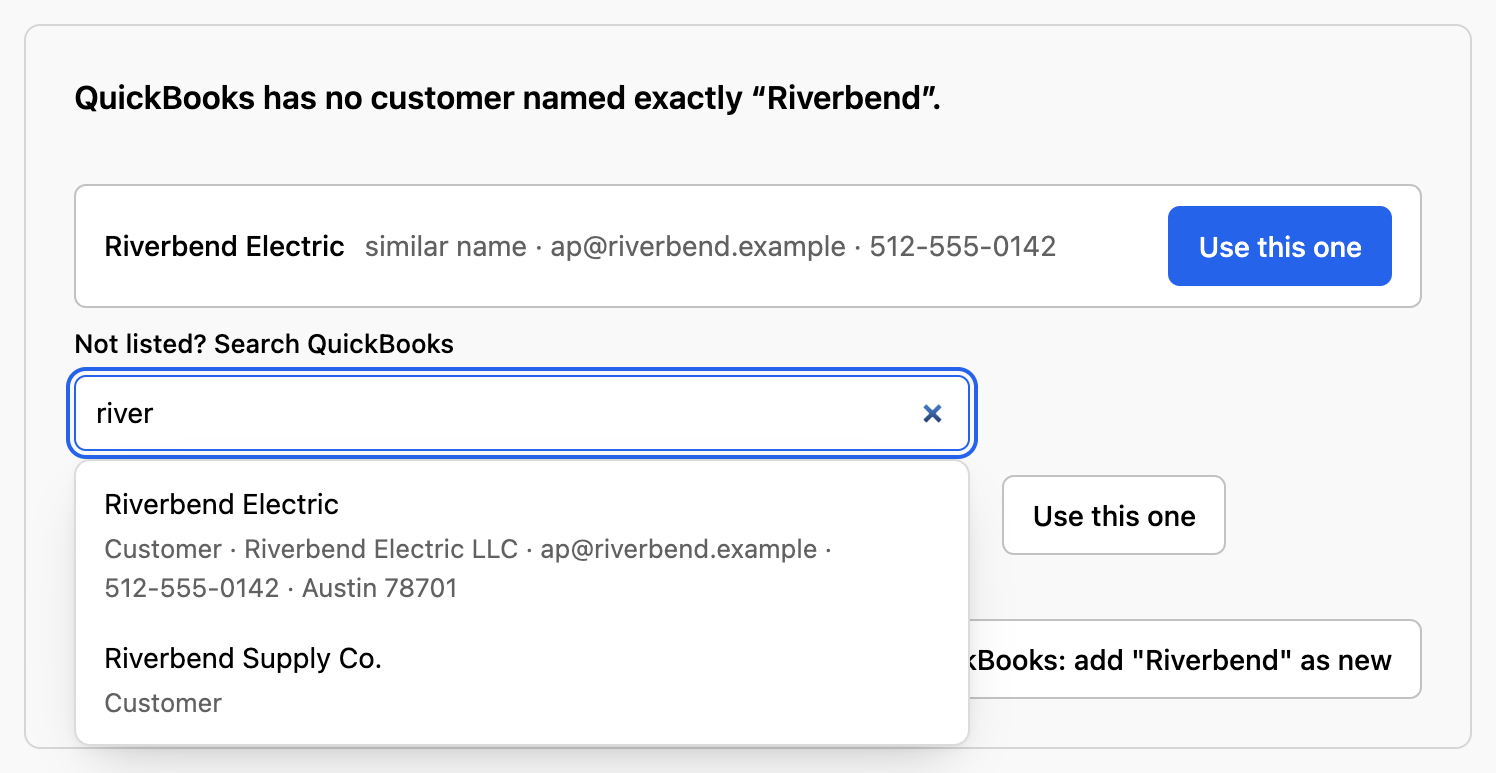 QuickBooks has no customer named exactly “Riverbend”.
Riverbend Electric similar name · ap@riverbend.example · 512-555-0142
Use this one
Not listed? Search QuickBooks
river
Riverbend Electric
Customer · Riverbend Electric LLC · ap@riverbend.example ·
512-555-0142 · Austin 78701
Use this one
Riverbend Supply Co.
add "Riverbend" as new
Customer